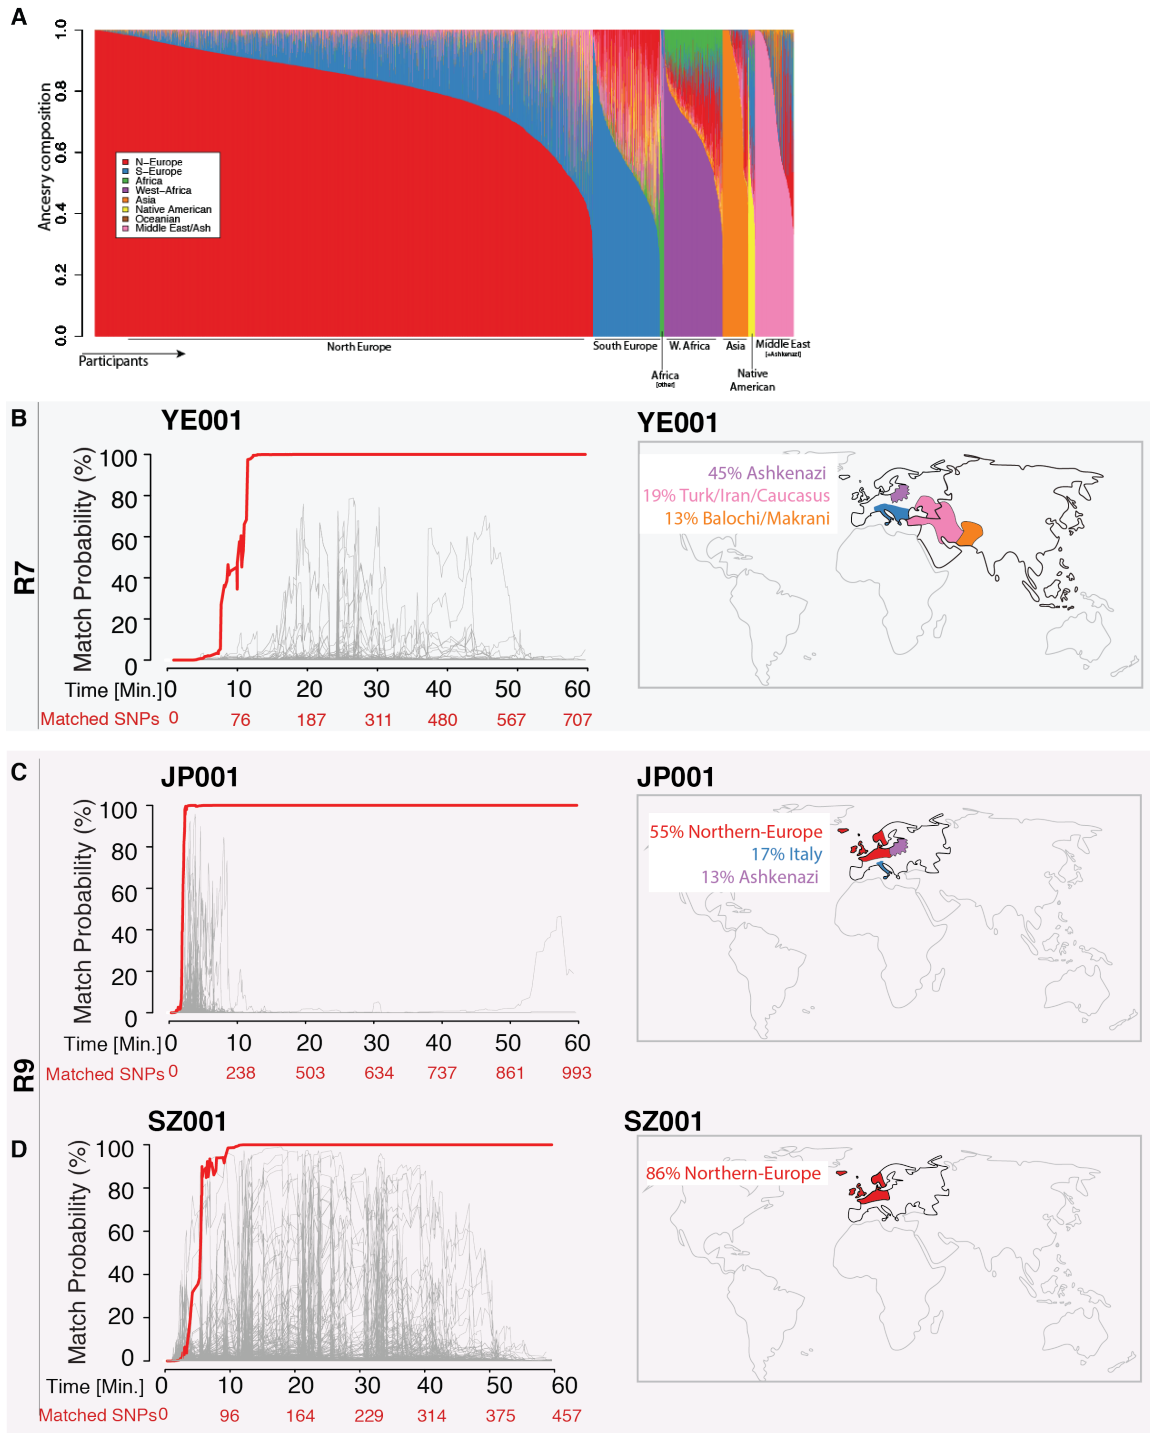 A
Ancesry composition
1.0
0.8
0.6
0.4
0.2
0.0
N-Europe
S-Europe
Africa
West-Africa
Asia
Native American
Oceanian
Middle East/Ash
Participants
North Europe
South Europe
W. Africa
Asia
Middle East
[+Ashkenazi]
Africa
[other]
Native
American
B
R7
YE001
Match Probability (%)
100
80
60
40
20
0
Time [Min.] 0 10 20 30 40 50 60
Matched SNPs 0 76 187 311 480 567 707
YE001
45% Ashkenazi
19% Turk/Iran/Caucasus
13% Balochi/Makrani
R9
C
JP001
Match Probability (%)
100
80
60
40
20
0
Time [Min.] 0 10 20 30 40 50 60
Matched SNPs 0 238 503 634 737 861 993
JP001
55% Northern-Europe
17% Italy
13% Ashkenazi
D
SZ001
Match Probability (%)
100
80
60
40
20
0
Time [Min.] 0 10 20 30 40 50 60
Matched SNPs 0 96 164 229 314 375 457
SZ001
86% Northern-Europe